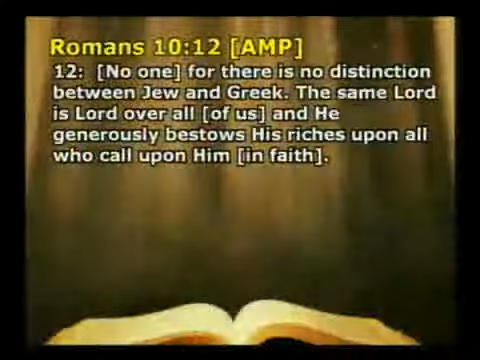 Romans 10:12 [AMP]
12:  [No one] for there is no distinction
between Jew and Greek. The same Lord
is Lord over all [of us] and He
generously bestows His riches upon all
who call upon Him [in faith].